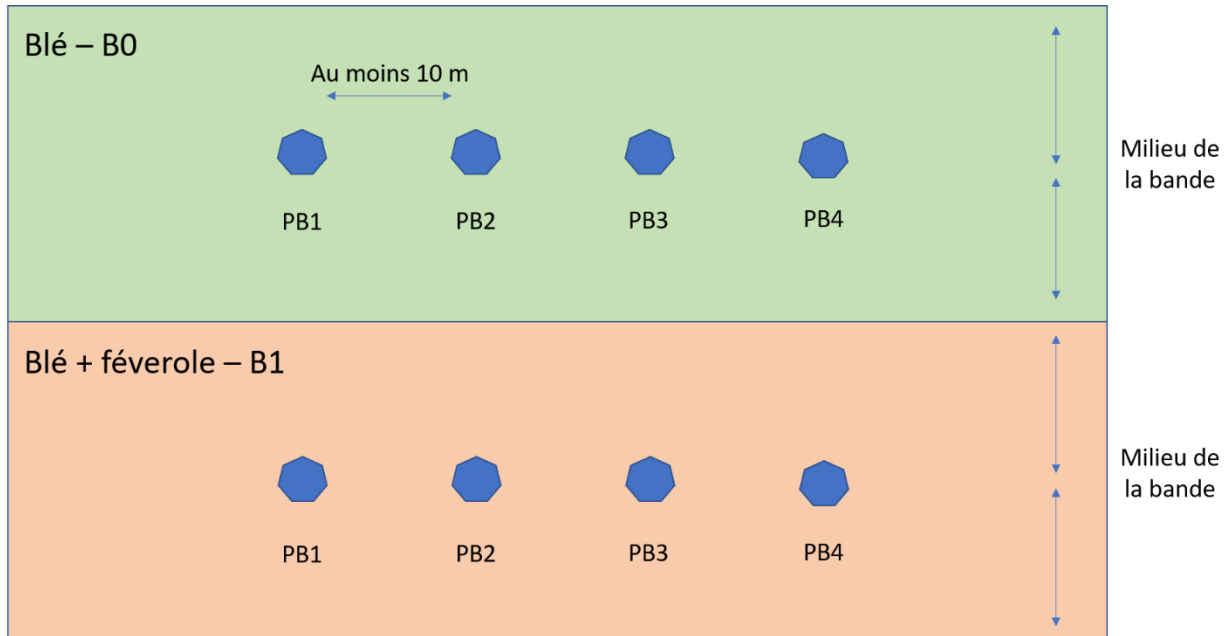 Blé – B0
Au moins 10 m
Milieu de
la bande
PB1
PB2
PB3
PB4
Blé + féverole – B1
Milieu de
la bande
PB1
PB2
PB3
PB4